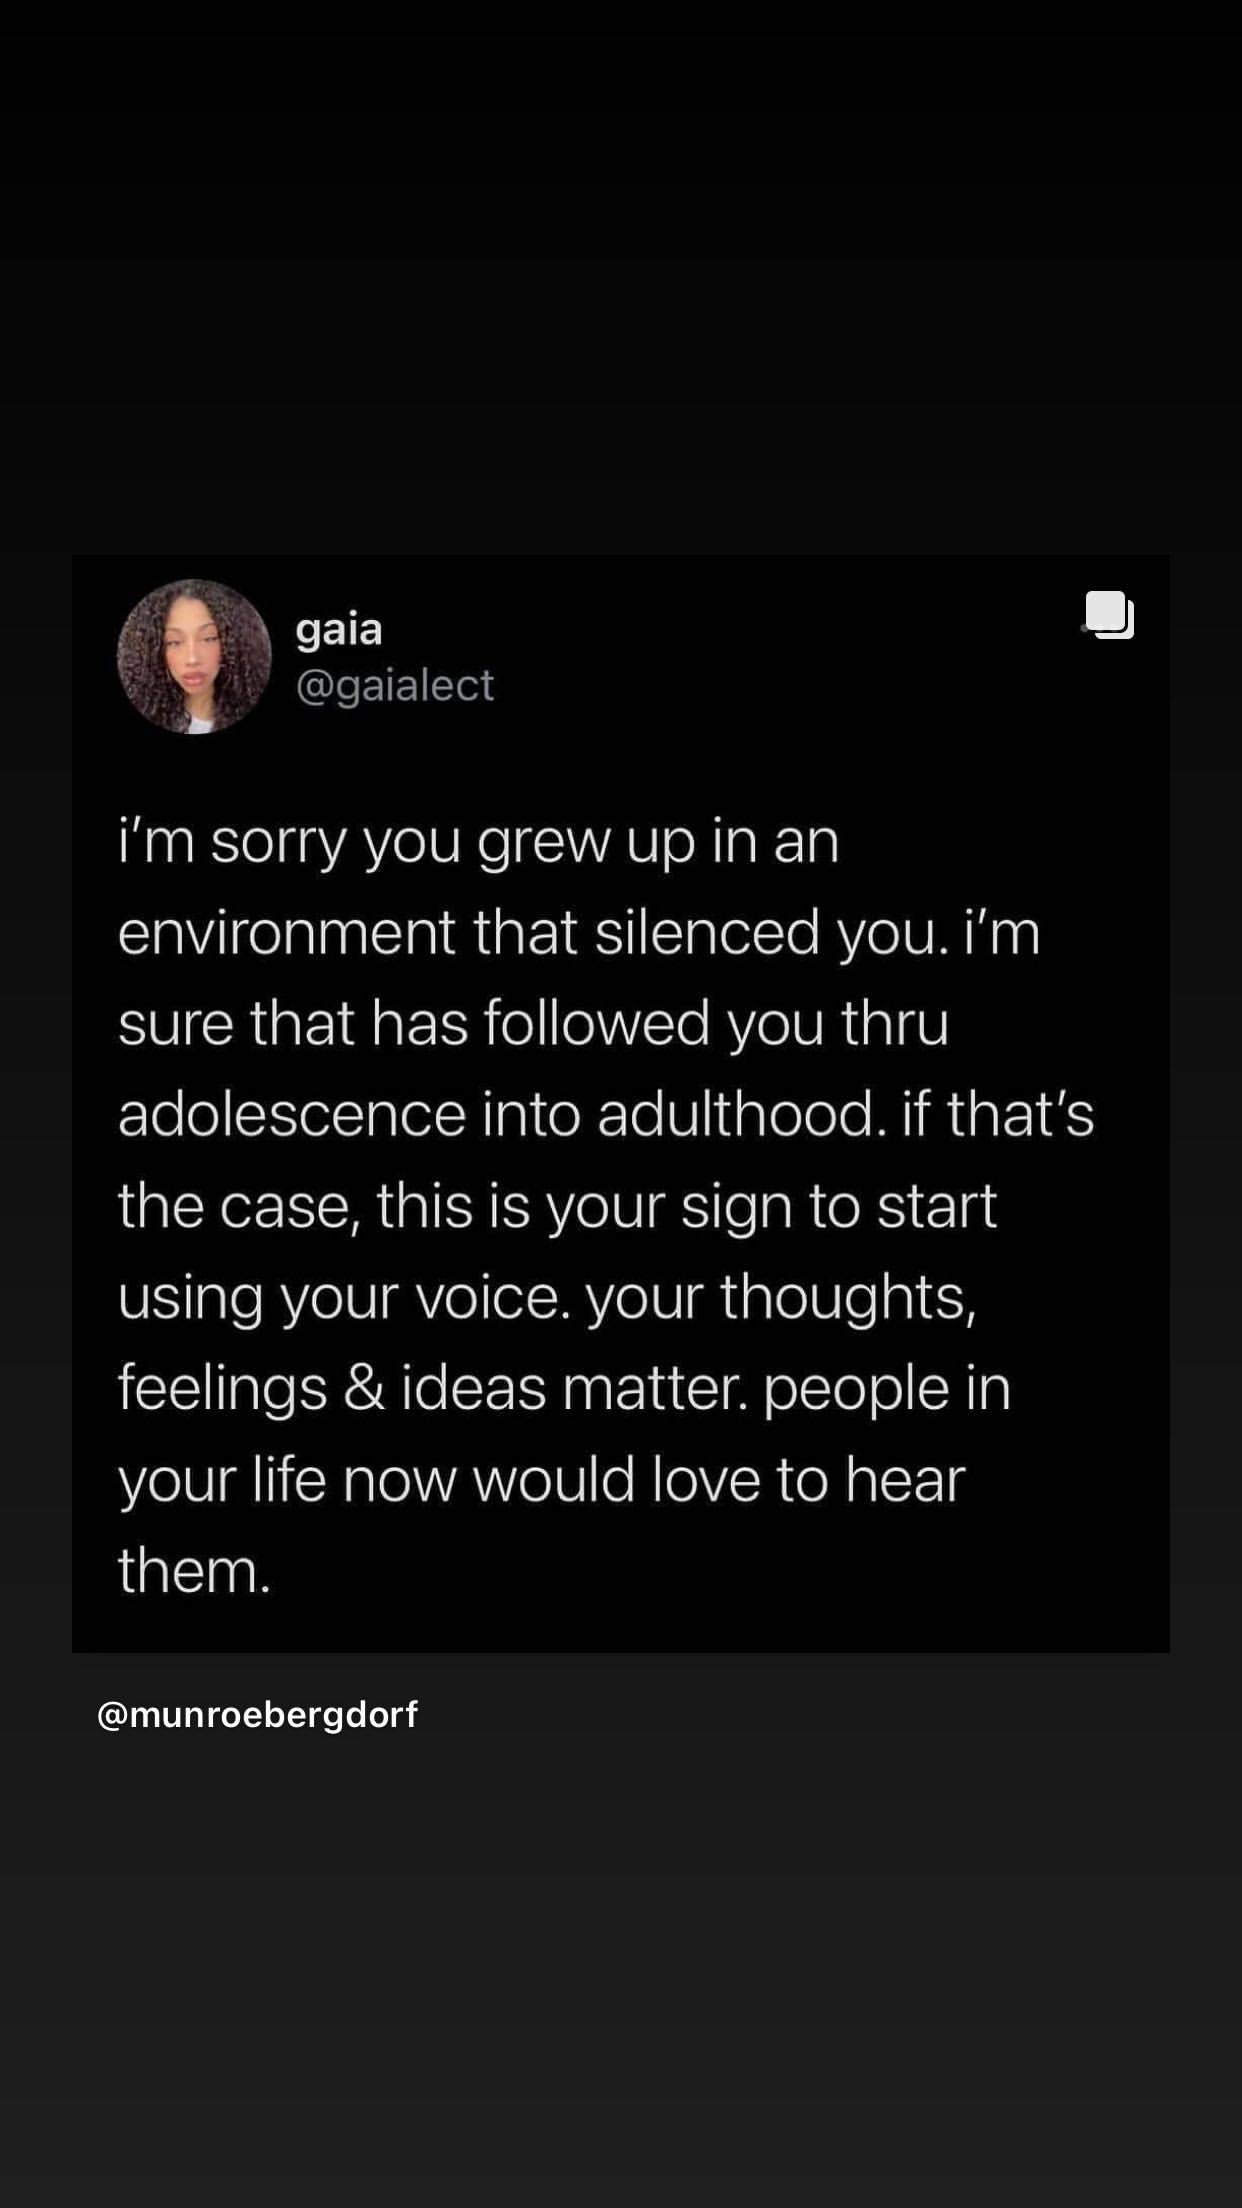 gaia
@gaialect
i’m sorry you grew up in an
environment that silenced you. i’m
sure that has followed you thru
adolescence into adulthood. if that’s
the case, this is your sign to start
using your voice. your thoughts,
feelings & ideas matter. people in
your life now would love to hear
them.
@munroebergdorf